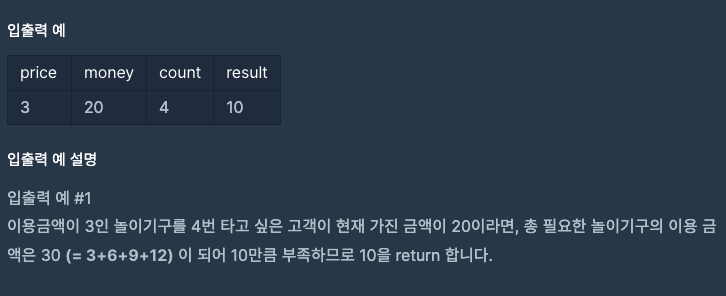 입출력 예
price money count result
3 20 4 10
입출력 예 설명
입출력 예 #1
이용금액이 3인 놀이기구를 4번 타고 싶은 고객이 현재 가진 금액이 20이라면, 총 필요한 놀이기구의 이용 금
액은 30 (= 3+6+9+12) 이 되어 10만큼 부족하므로 10을 return 합니다.